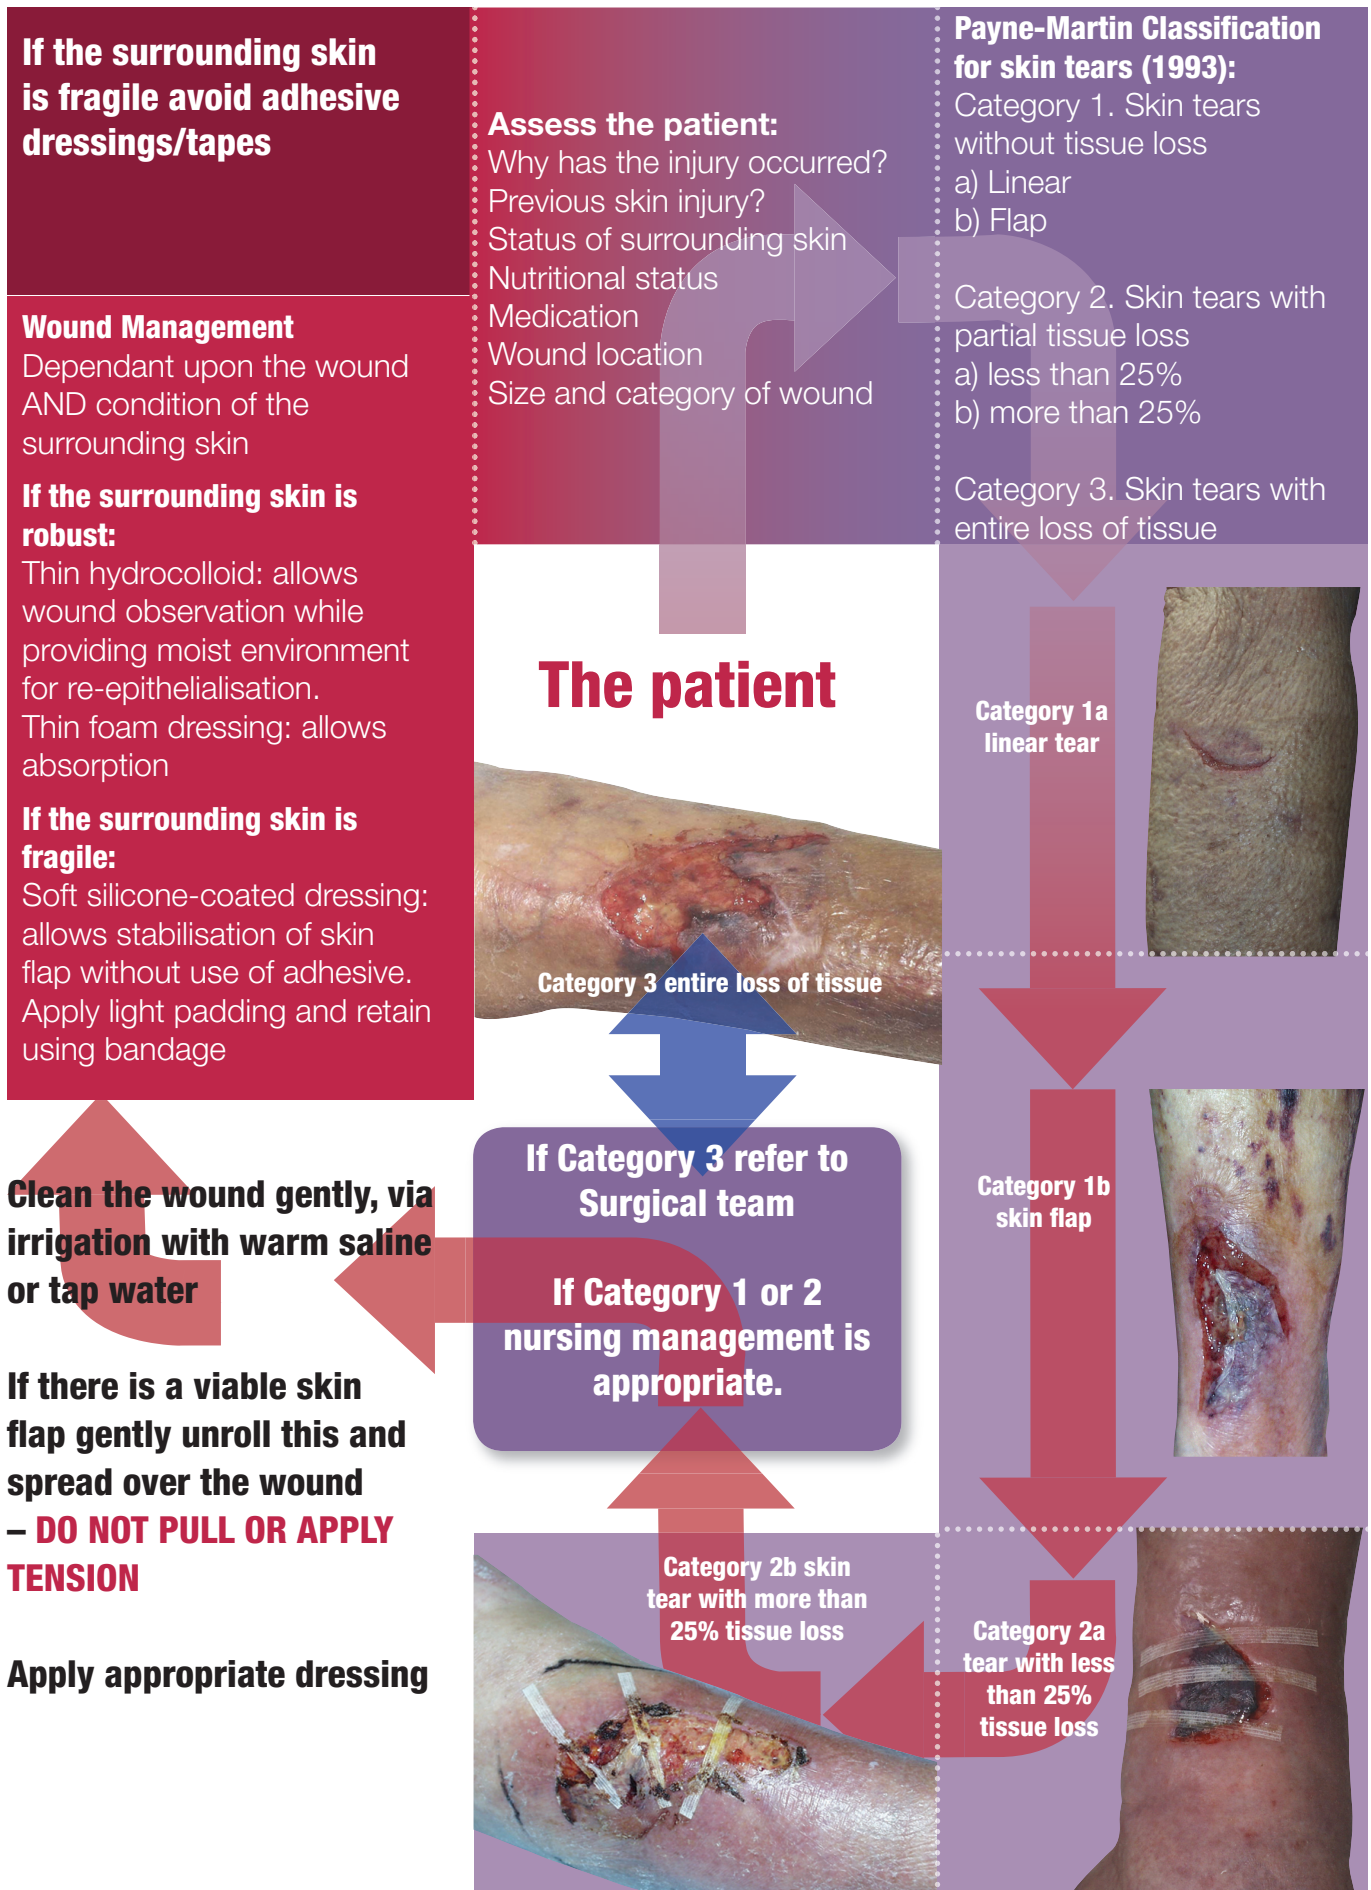 If the surrounding skin
is fragile avoid adhesive
dressings/tapes
Wound Management
Dependant upon the wound
AND condition of the
surrounding skin
If the surrounding skin is
robust:
Thin hydrocolloid: allows
wound observation while
providing moist environment
for re-epithelialisation.
Thin foam dressing: allows
absorption
If the surrounding skin is
fragile:
Soft silicone-coated dressing:
allows stabilisation of skin
flap without use of adhesive.
Apply light padding and retain
using bandage
Clean the wound gently, via
irrigation with warm saline
or tap water
If there is a viable skin
flap gently unroll this and
spread over the wound
– DO NOT PULL OR APPLY
TENSION
Apply appropriate dressing
Assess the patient:
Why has the injury occurred?
Previous skin injury?
Status of surrounding skin
Nutritional status
Medication
Wound location
Size and category of wound
The patient
Category 3 entire loss of tissue
If Category 3 refer to
Surgical team
If Category 1 or 2
nursing management is
appropriate.
Category 2b skin
tear with more than
25% tissue loss
Payne-Martin Classification
for skin tears (1993):
Category 1. Skin tears
without tissue loss
a) Linear
b) Flap
Category 2. Skin tears with
partial tissue loss
a) less than 25%
b) more than 25%
Category 3. Skin tears with
entire loss of tissue
Category 1a
linear tear
Category 1b
skin flap
Category 2a
tear with less
than 25%
tissue loss